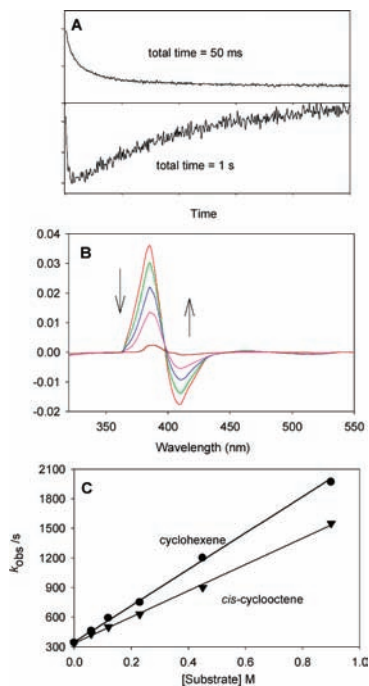 A
total time = 50 ms
total time = 1 s
Time
0.04
B
0.03
0.02
0.01
0.00
-0.01
-0.02
350 400 450 500 550
Wavelength (nm)
2100
C
1800
1500
cyclohexene
1200
900
cis-cyclooctene
600
300
kobs /s
0.0 0.2 0.4 0.6 0.8 1.0
[Substrate] M